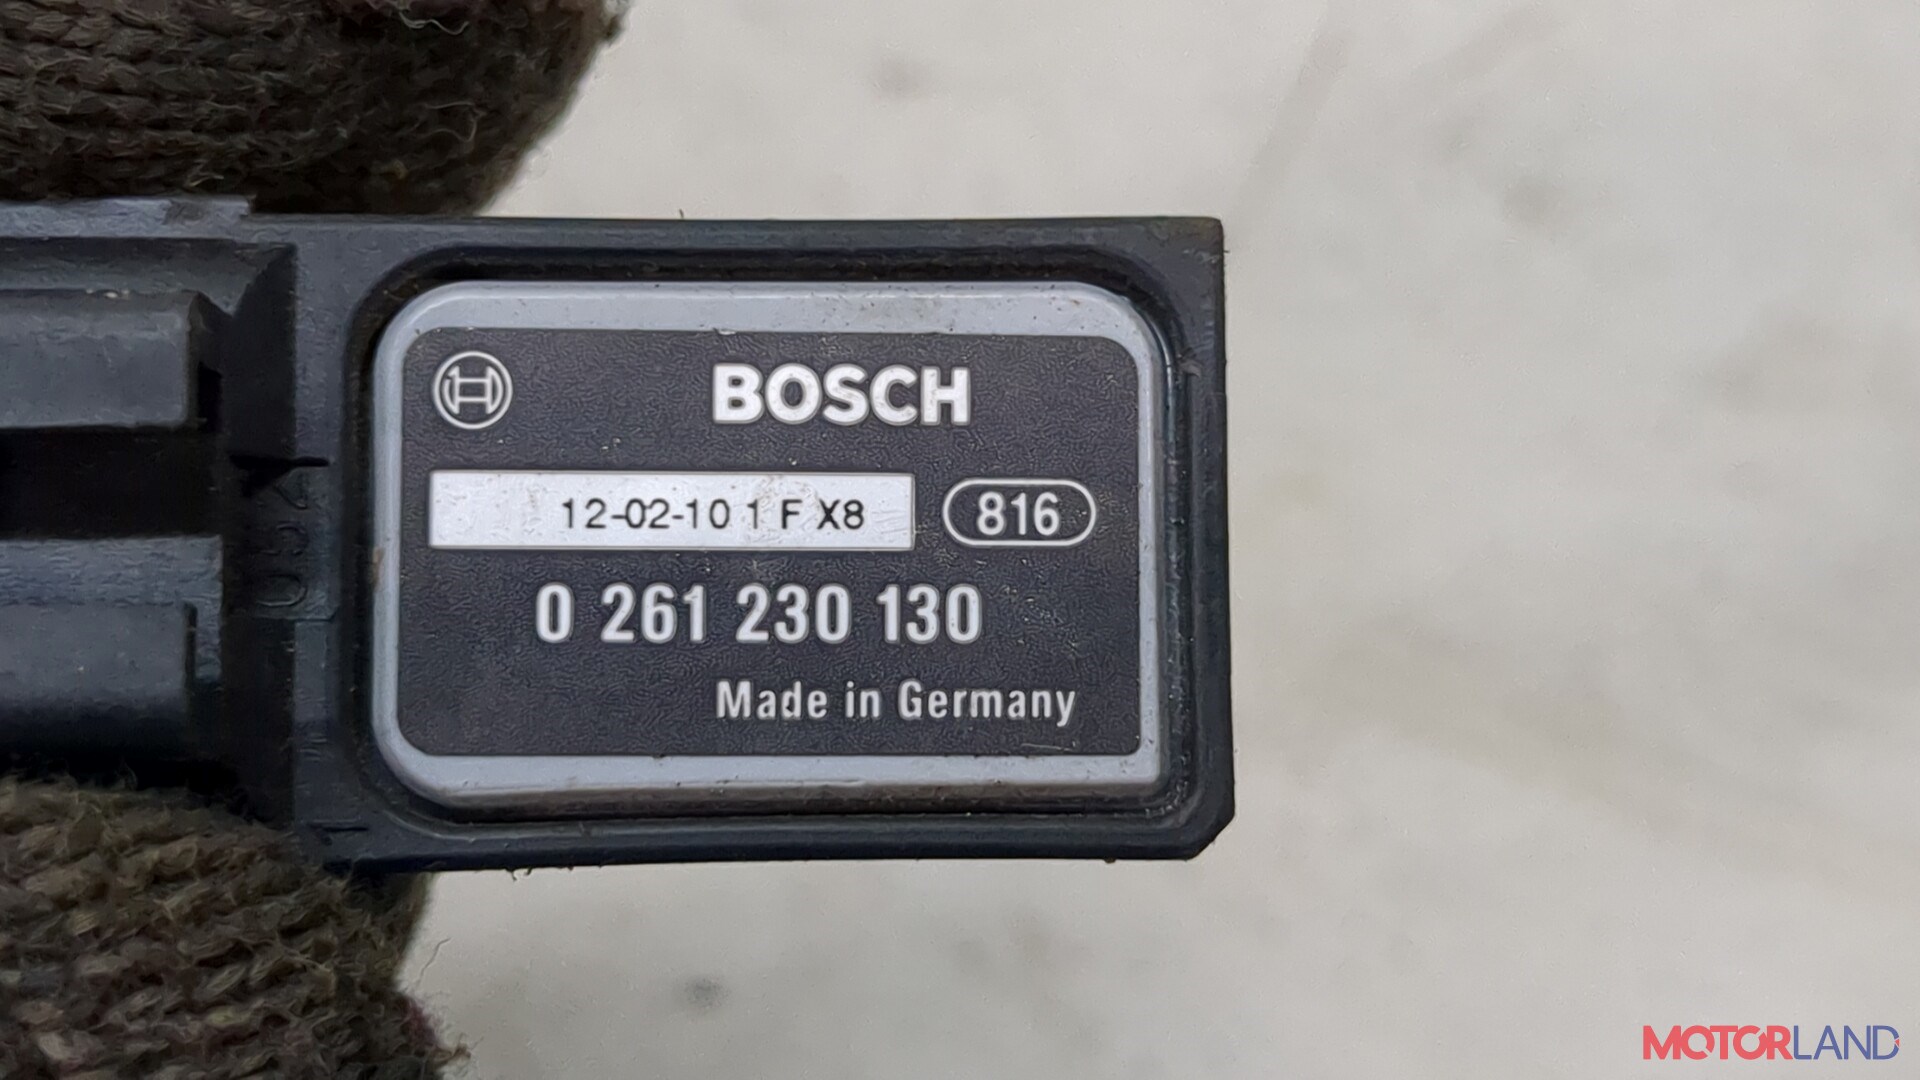 BOSCH
12-02-10 1 F X8
816
0 261 230 130
Made in Germany
MOTORLAND